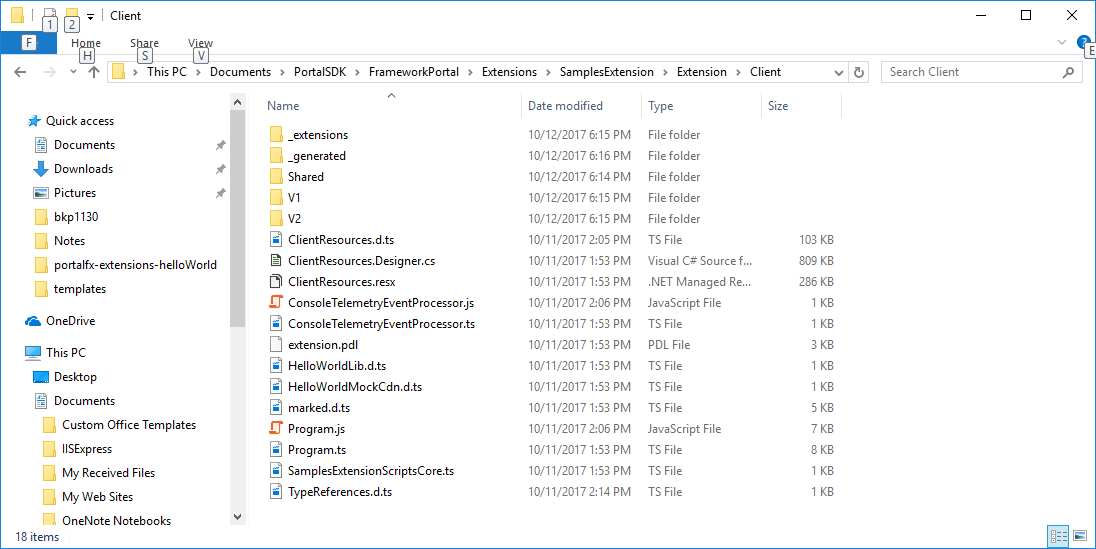 1 2 Client
F Home Share View
H S V E
This PC Documents PortalSDK FrameworkPortal Extensions SamplesExtension Extension Client Search Client
Name Date modified Type Size
Quick access
Documents
Downloads
Pictures
bkp1130
Notes
portalfx-extensions-helloWorld
templates
OneDrive
This PC
Desktop
Documents
Custom Office Templates
IISExpress
My Received Files
My Web Sites
OneNote Notebooks
_extensions 10/12/2017 6:15 PM File folder
_generated 10/12/2017 6:16 PM File folder
Shared 10/12/2017 6:14 PM File folder
V1 10/12/2017 6:15 PM File folder
V2 10/12/2017 6:15 PM File folder
ClientResources.d.ts 10/11/2017 2:05 PM TS File 103 KB
ClientResources.Designer.cs 10/11/2017 1:53 PM Visual C# Source f... 809 KB
ClientResources.resx 10/11/2017 1:53 PM .NET Managed Re... 286 KB
ConsoleTelemetryEventProcessor.js 10/11/2017 2:06 PM JavaScript File 1 KB
ConsoleTelemetryEventProcessor.ts 10/11/2017 1:53 PM TS File 1 KB
extension.pdl 10/11/2017 1:53 PM PDL File 3 KB
HelloWorldLib.d.ts 10/11/2017 1:53 PM TS File 1 KB
HelloWorldMockCdn.d.ts 10/11/2017 1:53 PM TS File 1 KB
marked.d.ts 10/11/2017 1:53 PM TS File 5 KB
Program.js 10/11/2017 2:06 PM JavaScript File 7 KB
Program.ts 10/11/2017 1:53 PM TS File 8 KB
SamplesExtensionScriptsCore.ts 10/11/2017 1:53 PM TS File 1 KB
TypeReferences.d.ts 10/11/2017 2:14 PM TS File 1 KB
18 items